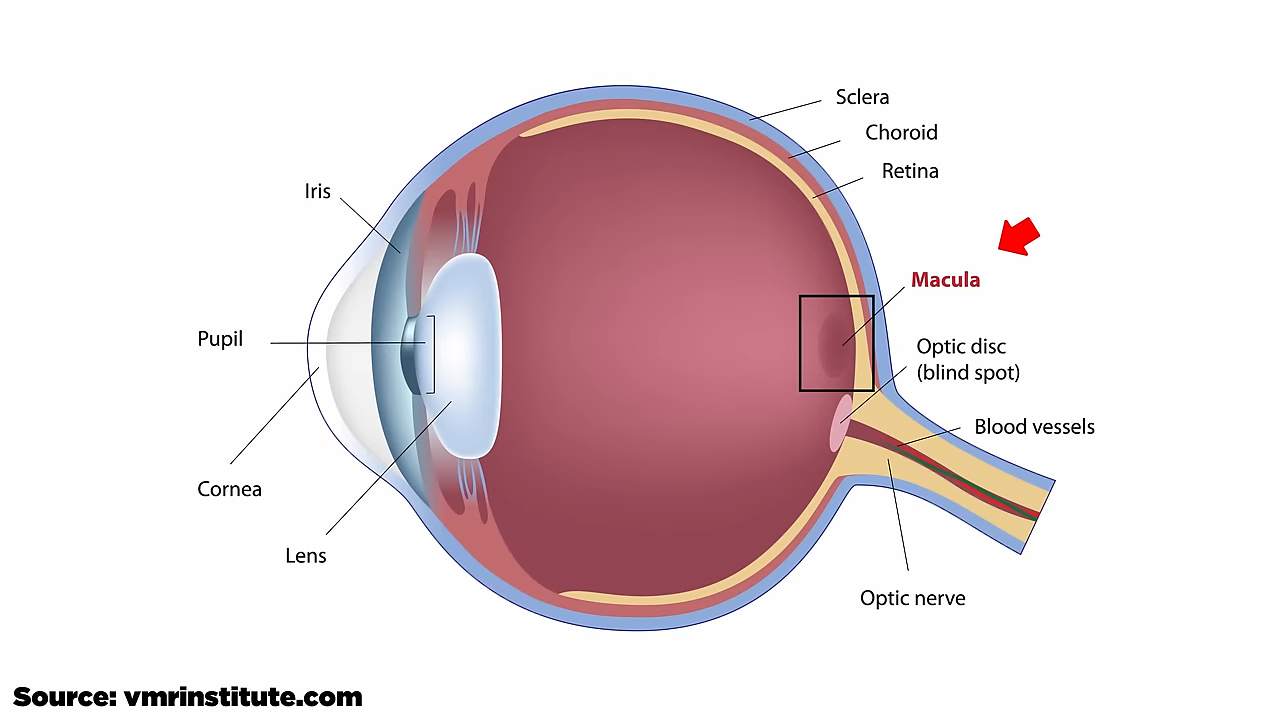 Sclera
Choroid
Retina
Iris
Macula
Pupil
Optic disc
(blind spot)
Blood vessels
Cornea
Lens
Optic nerve
Source: vmrinstitute.com